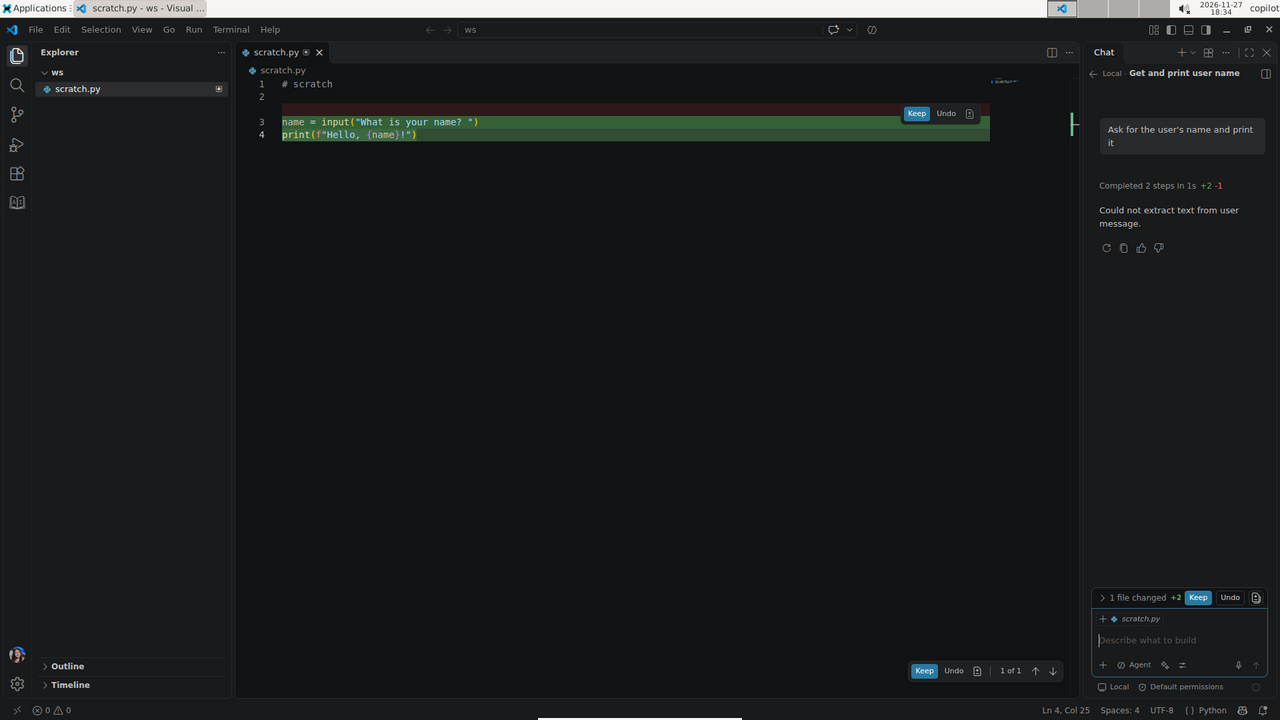 Applications
scratch.py - ws - Visual ...
2026-11-27
18:34
copilot
File Edit Selection View Go Run Terminal Help
ws
Explorer
ws
scratch.py
Outline
Timeline
scratch.py
scratch.py
1 # scratch
2
3 name = input("What is your name? ")
4 print(f"Hello, {name}!")
Keep Undo
Keep Undo 1 of 1
Chat
Local Get and print user name
Ask for the user's name and print
it
Completed 2 steps in 1s +2 -1
Could not extract text from user
message.
1 file changed +2 Keep Undo
scratch.py
Describe what to build
Agent
Local Default permissions
0 0
Ln 4, Col 25 Spaces: 4 UTF-8 { } Python